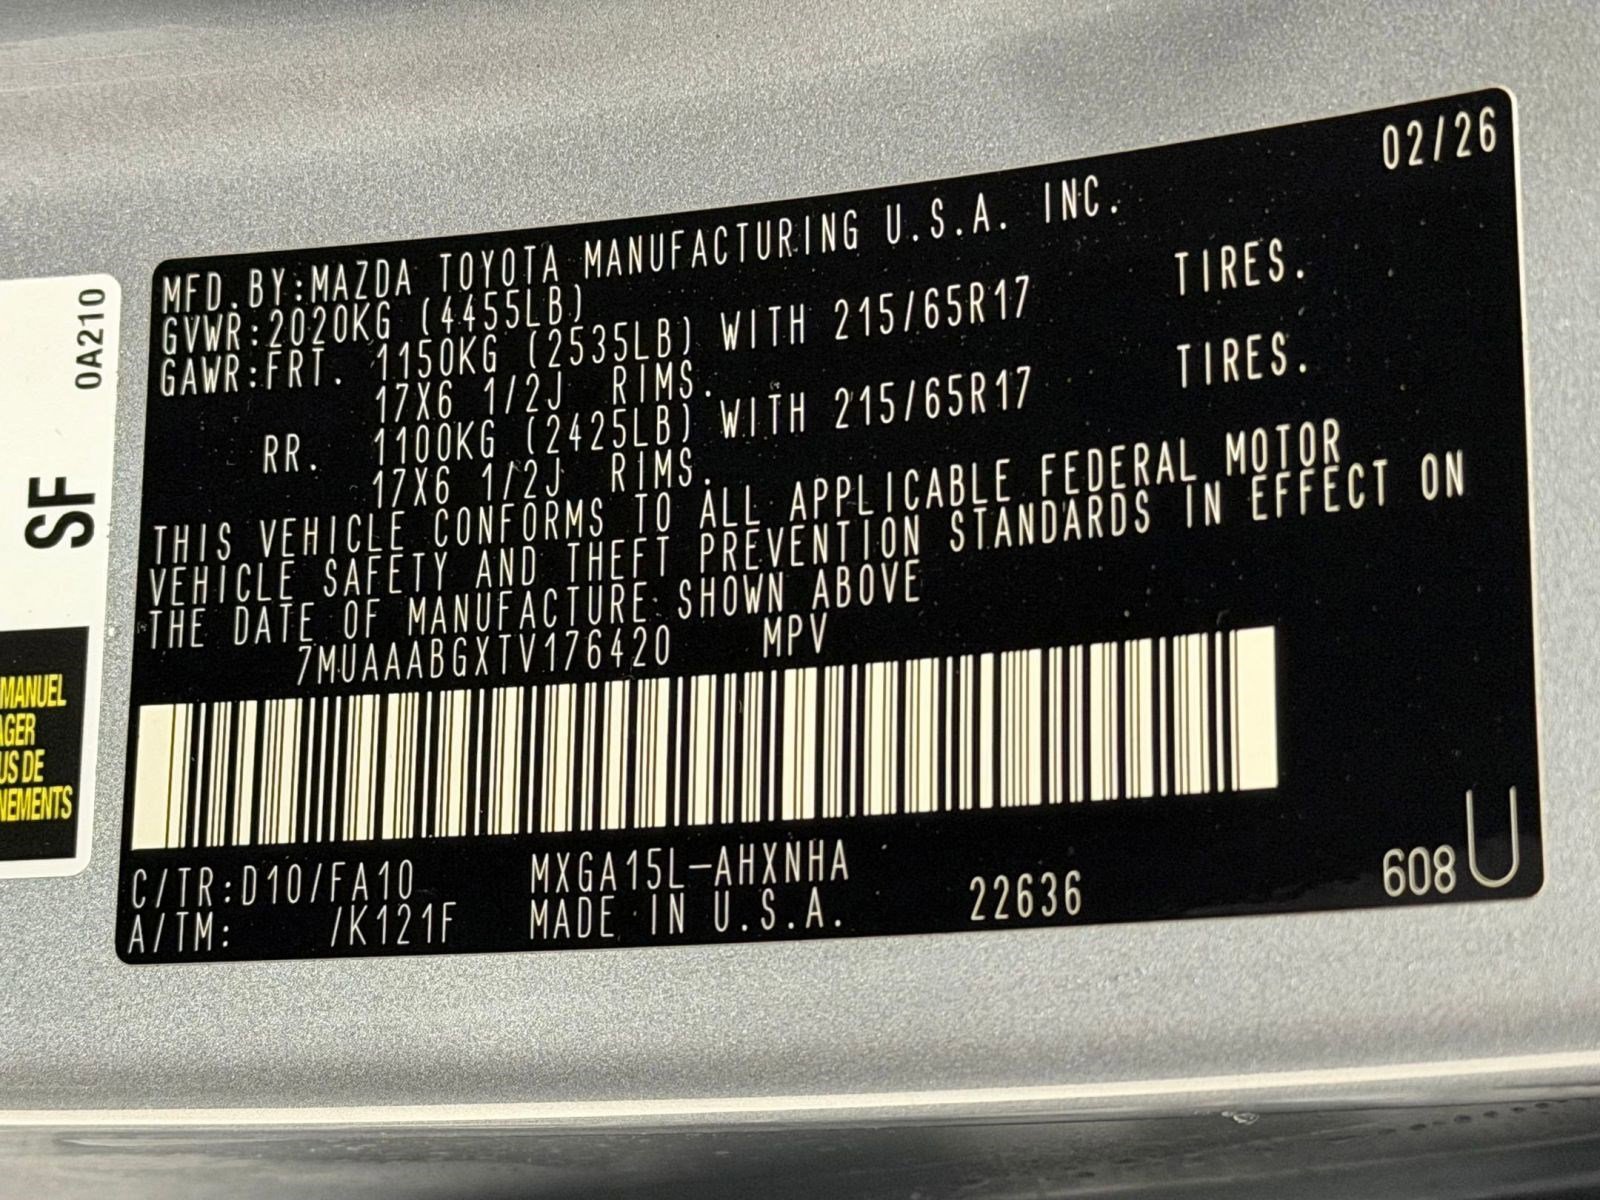 02/26
MFD.BY:MAZDA TOYOTA MANUFACTURING U.S.A. INC.
GVWR:2020KG (4455LB)
GAWR:FRT. 1150KG (2535LB) WITH 215/65R17 TIRES.
17X6 1/2J RIMS.
RR. 1100KG (2425LB) WITH 215/65R17 TIRES.
17X6 1/2J RIMS.
THIS VEHICLE CONFORMS TO ALL APPLICABLE FEDERAL MOTOR
VEHICLE SAFETY AND THEFT PREVENTION STANDARDS IN EFFECT ON
THE DATE OF MANUFACTURE SHOWN ABOVE
7MUAAABGXTV176420 MPV
C/TR:D10/FA10 MXGA15L-AHXNHA
A/TM: /K121F MADE IN U.S.A. 22636 608 U
0A210
SF
MANUEL
AGER
US DE
NEMENTS